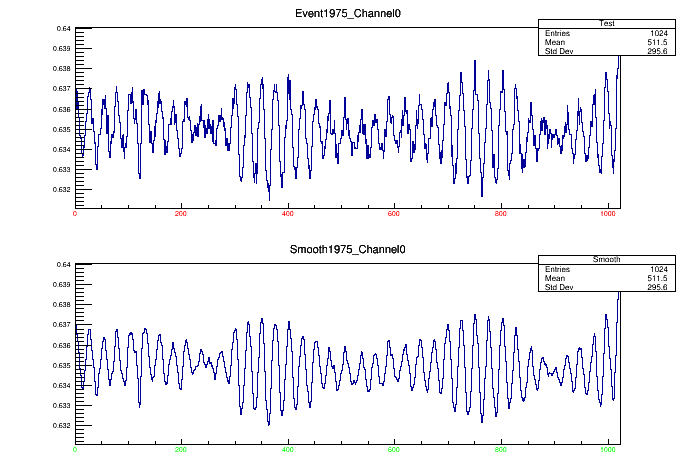 Event1975_Channel0
Test
Entries 1024
Mean 511.5
Std Dev 295.6
0.64
0.639
0.638
0.637
0.636
0.635
0.634
0.633
0.632
0 200 400 600 800 1000
Smooth1975_Channel0
Smooth
Entries 1024
Mean 511.5
Std Dev 295.6
0.64
0.639
0.638
0.637
0.636
0.635
0.634
0.633
0.632
0 200 400 600 800 1000